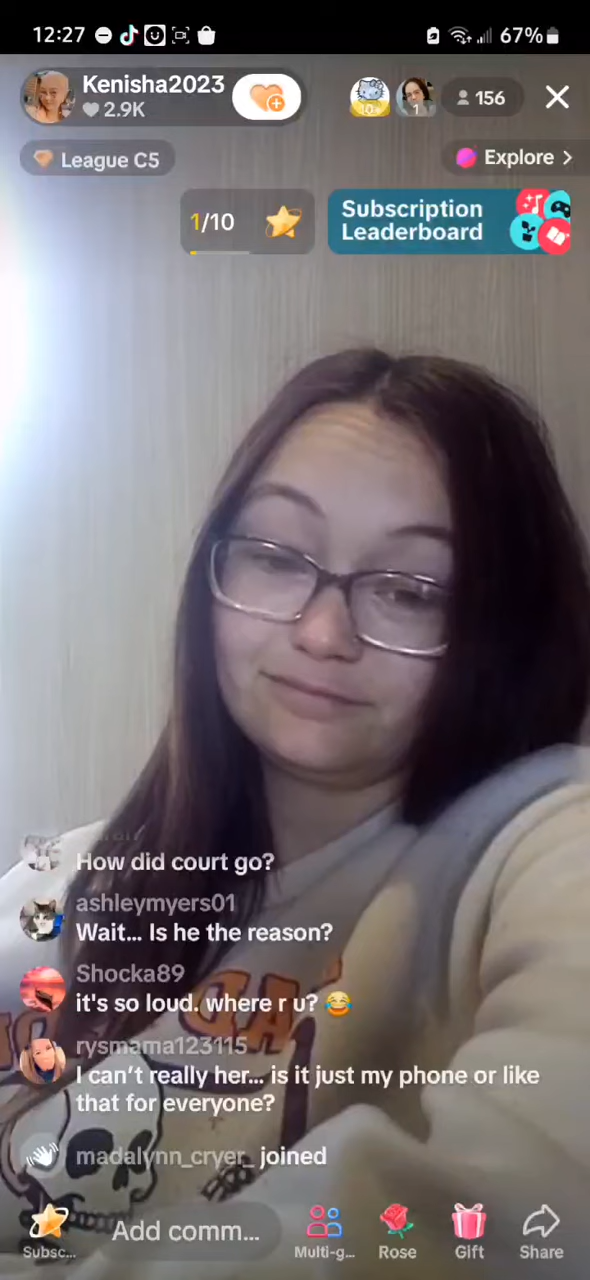 12:27
67%
Kenisha2023
2.9K
10+
1
156
League C5
Explore >
1/10
Subscription
Leaderboard
How did court go?
ashleymyers01
Wait... Is he the reason?
Shocka89
it's so loud. where r u? 😂
rysmama123115
I can't really her... is it just my phone or like
that for everyone?
madalynn_cryer_ joined
Subsc...
Add comm...
Multi-g...
Rose
Gift
Share